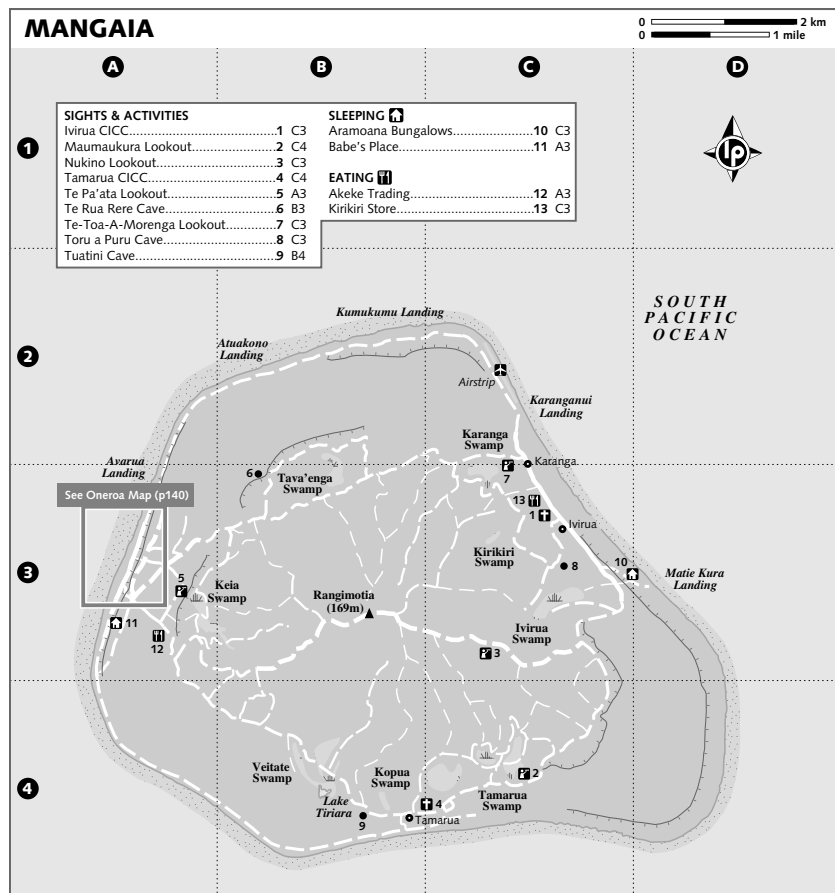 MANGAIA
0 2 km
0 1 mile
A B C D
1
SIGHTS & ACTIVITIES
Ivirua CICC..............................1 C3
Maumaukura Lookout..............2 C4
Nukino Lookout........................3 C3
Tamarua CICC..........................4 C4
Te Pa'ata Lookout.....................5 A3
Te Rua Rere Cave......................6 B3
Te-Toa-A-Morenga Lookout......7 C3
Toru a Puru Cave......................8 C3
Tuatini Cave..............................9 B4
SLEEPING
Aramoana Bungalows..............10 C3
Babe's Place............................11 A3
EATING
Akeke Trading.........................12 A3
Kirikiri Store............................13 C3
lp
SOUTH
PACIFIC
OCEAN
2
Kumukumu Landing
Atuakono
Landing
Airstrip
Karanganui
Landing
Karanga
Swamp
Karanga
7
Avarua
Landing
6
Tava'enga
Swamp
See Oneroa Map (p140)
13
1
Ivirua
3
Kirikiri
Swamp
8
10
Matie Kura
Landing
5
Keia
Swamp
Rangimotia
(169m)
Ivirua
Swamp
11
12
3
4
Veitate
Swamp
Kopua
Swamp
2
Tamarua
Swamp
Lake
Tiriara
4
9
Tamarua